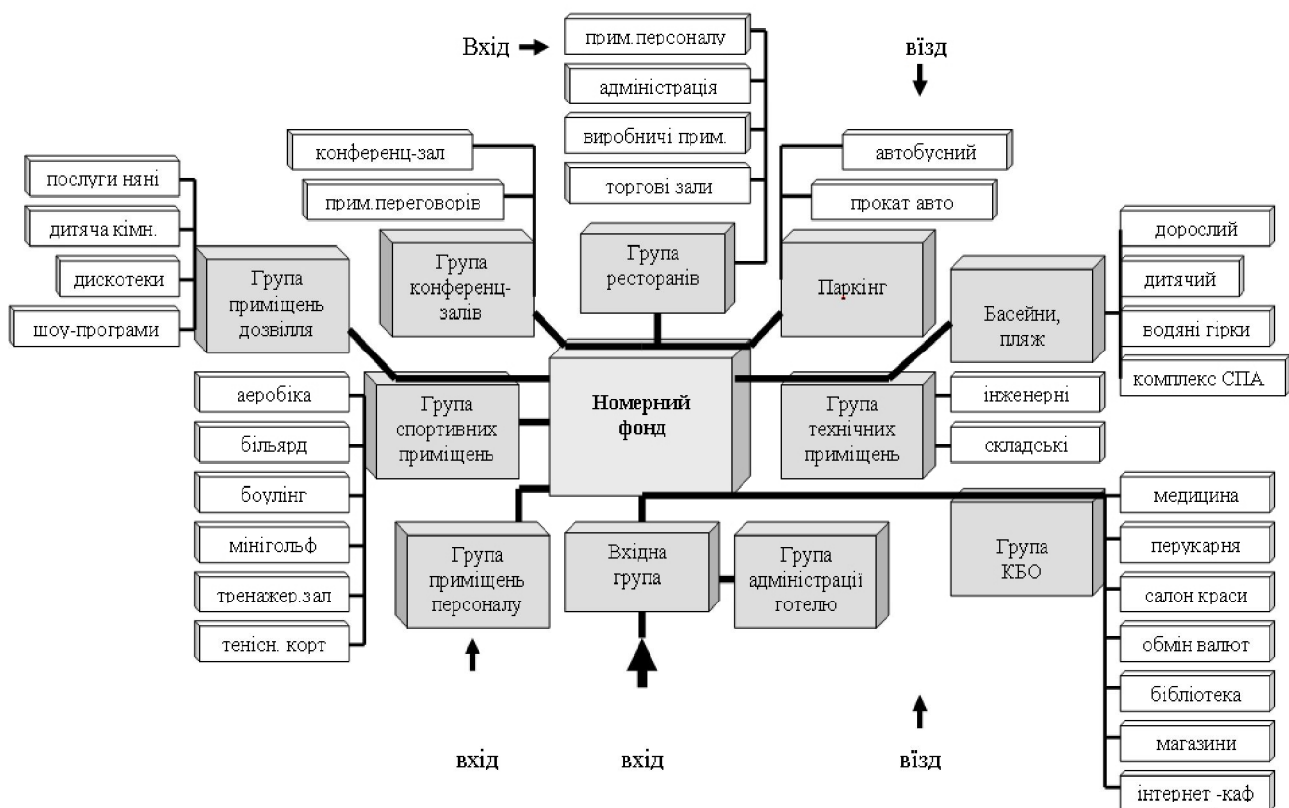 Вхід
прим.персоналу
вїзд
адміністрація
виробничі прим.
торгові зали
конференц-зал
прим.переговорів
автобусний
прокат авто
послуги няні
дитяча кімн.
дискотеки
шоу-програми
Група
приміщень
дозвілля
Група
конференц-
залів
Група
ресторанів
Паркінг
Басейни,
пляж
дорослий
дитячий
водяні гірки
комплекс СПА
аеробіка
більярд
боулінг
мінігольф
тренажер.зал
тенісн. корт
Група
спортивних
приміщень
Номерний
фонд
Група
технічних
приміщень
інженерні
складські
Група
приміщень
персоналу
Вхідна
група
Група
адміністрації
готелю
Група
КБО
медицина
перукарня
салон краси
обмін валют
бібліотека
магазини
інтернет -каф
вхід
вхід
вїзд